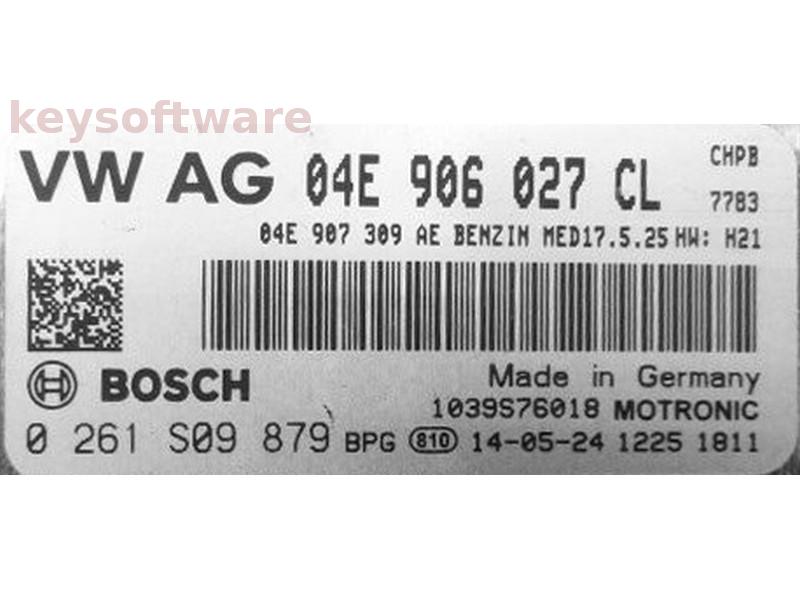 keysoftware
VW AG 04E 906 027 CL CHPB
7783
04E 907 309 AE BENZIN MED17.5.25 HW: H21
BOSCH
Made in Germany
1039S76018 MOTRONIC
0 261 S09 879 BPG 810 14-05-24 1225 1811